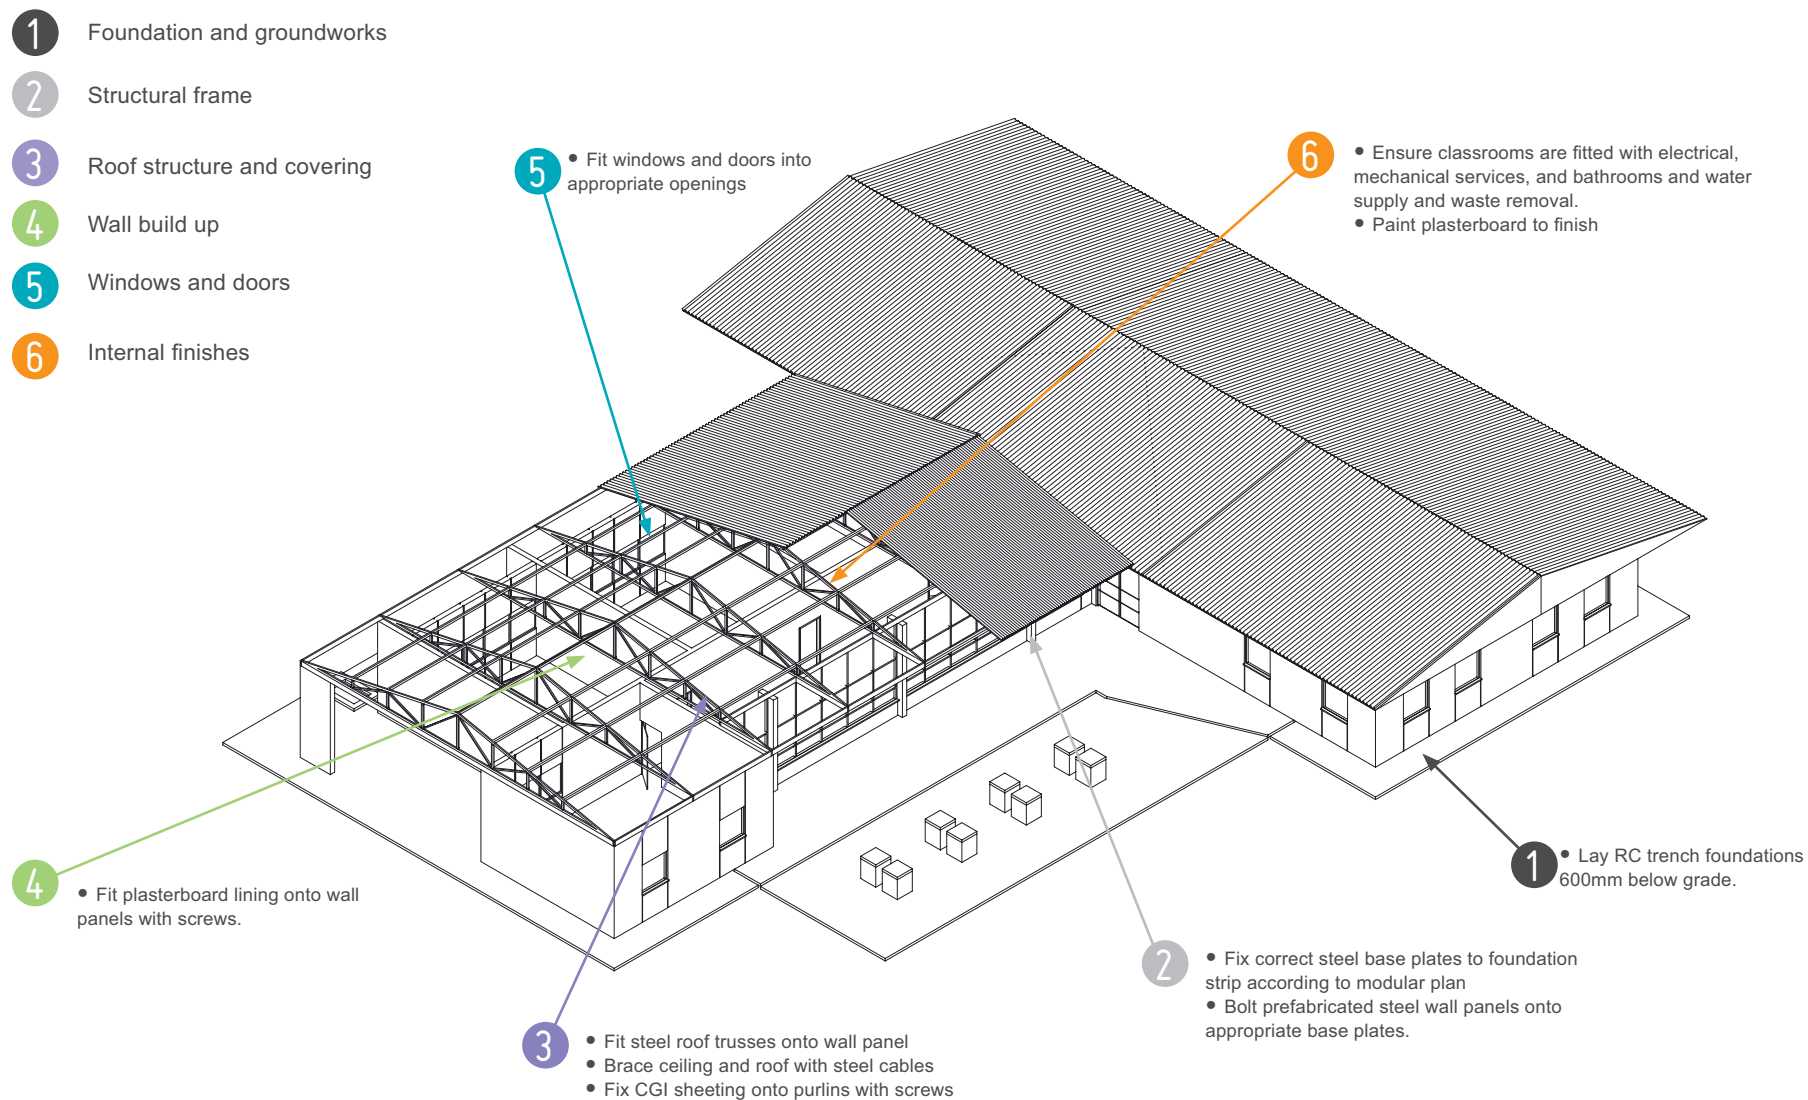 1 Foundation and groundworks
2 Structural frame
3 Roof structure and covering
4 Wall build up
5 Windows and doors
6 Internal finishes
5 • Fit windows and doors into
appropriate openings
6 • Ensure classrooms are fitted with electrical,
mechanical services, and bathrooms and water
supply and waste removal.
• Paint plasterboard to finish
4 • Fit plasterboard lining onto wall
panels with screws.
1 • Lay RC trench foundations
600mm below grade.
2 • Fix correct steel base plates to foundation
strip according to modular plan
• Bolt prefabricated steel wall panels onto
appropriate base plates.
3 • Fit steel roof trusses onto wall panel
• Brace ceiling and roof with steel cables
• Fix CGI sheeting onto purlins with screws